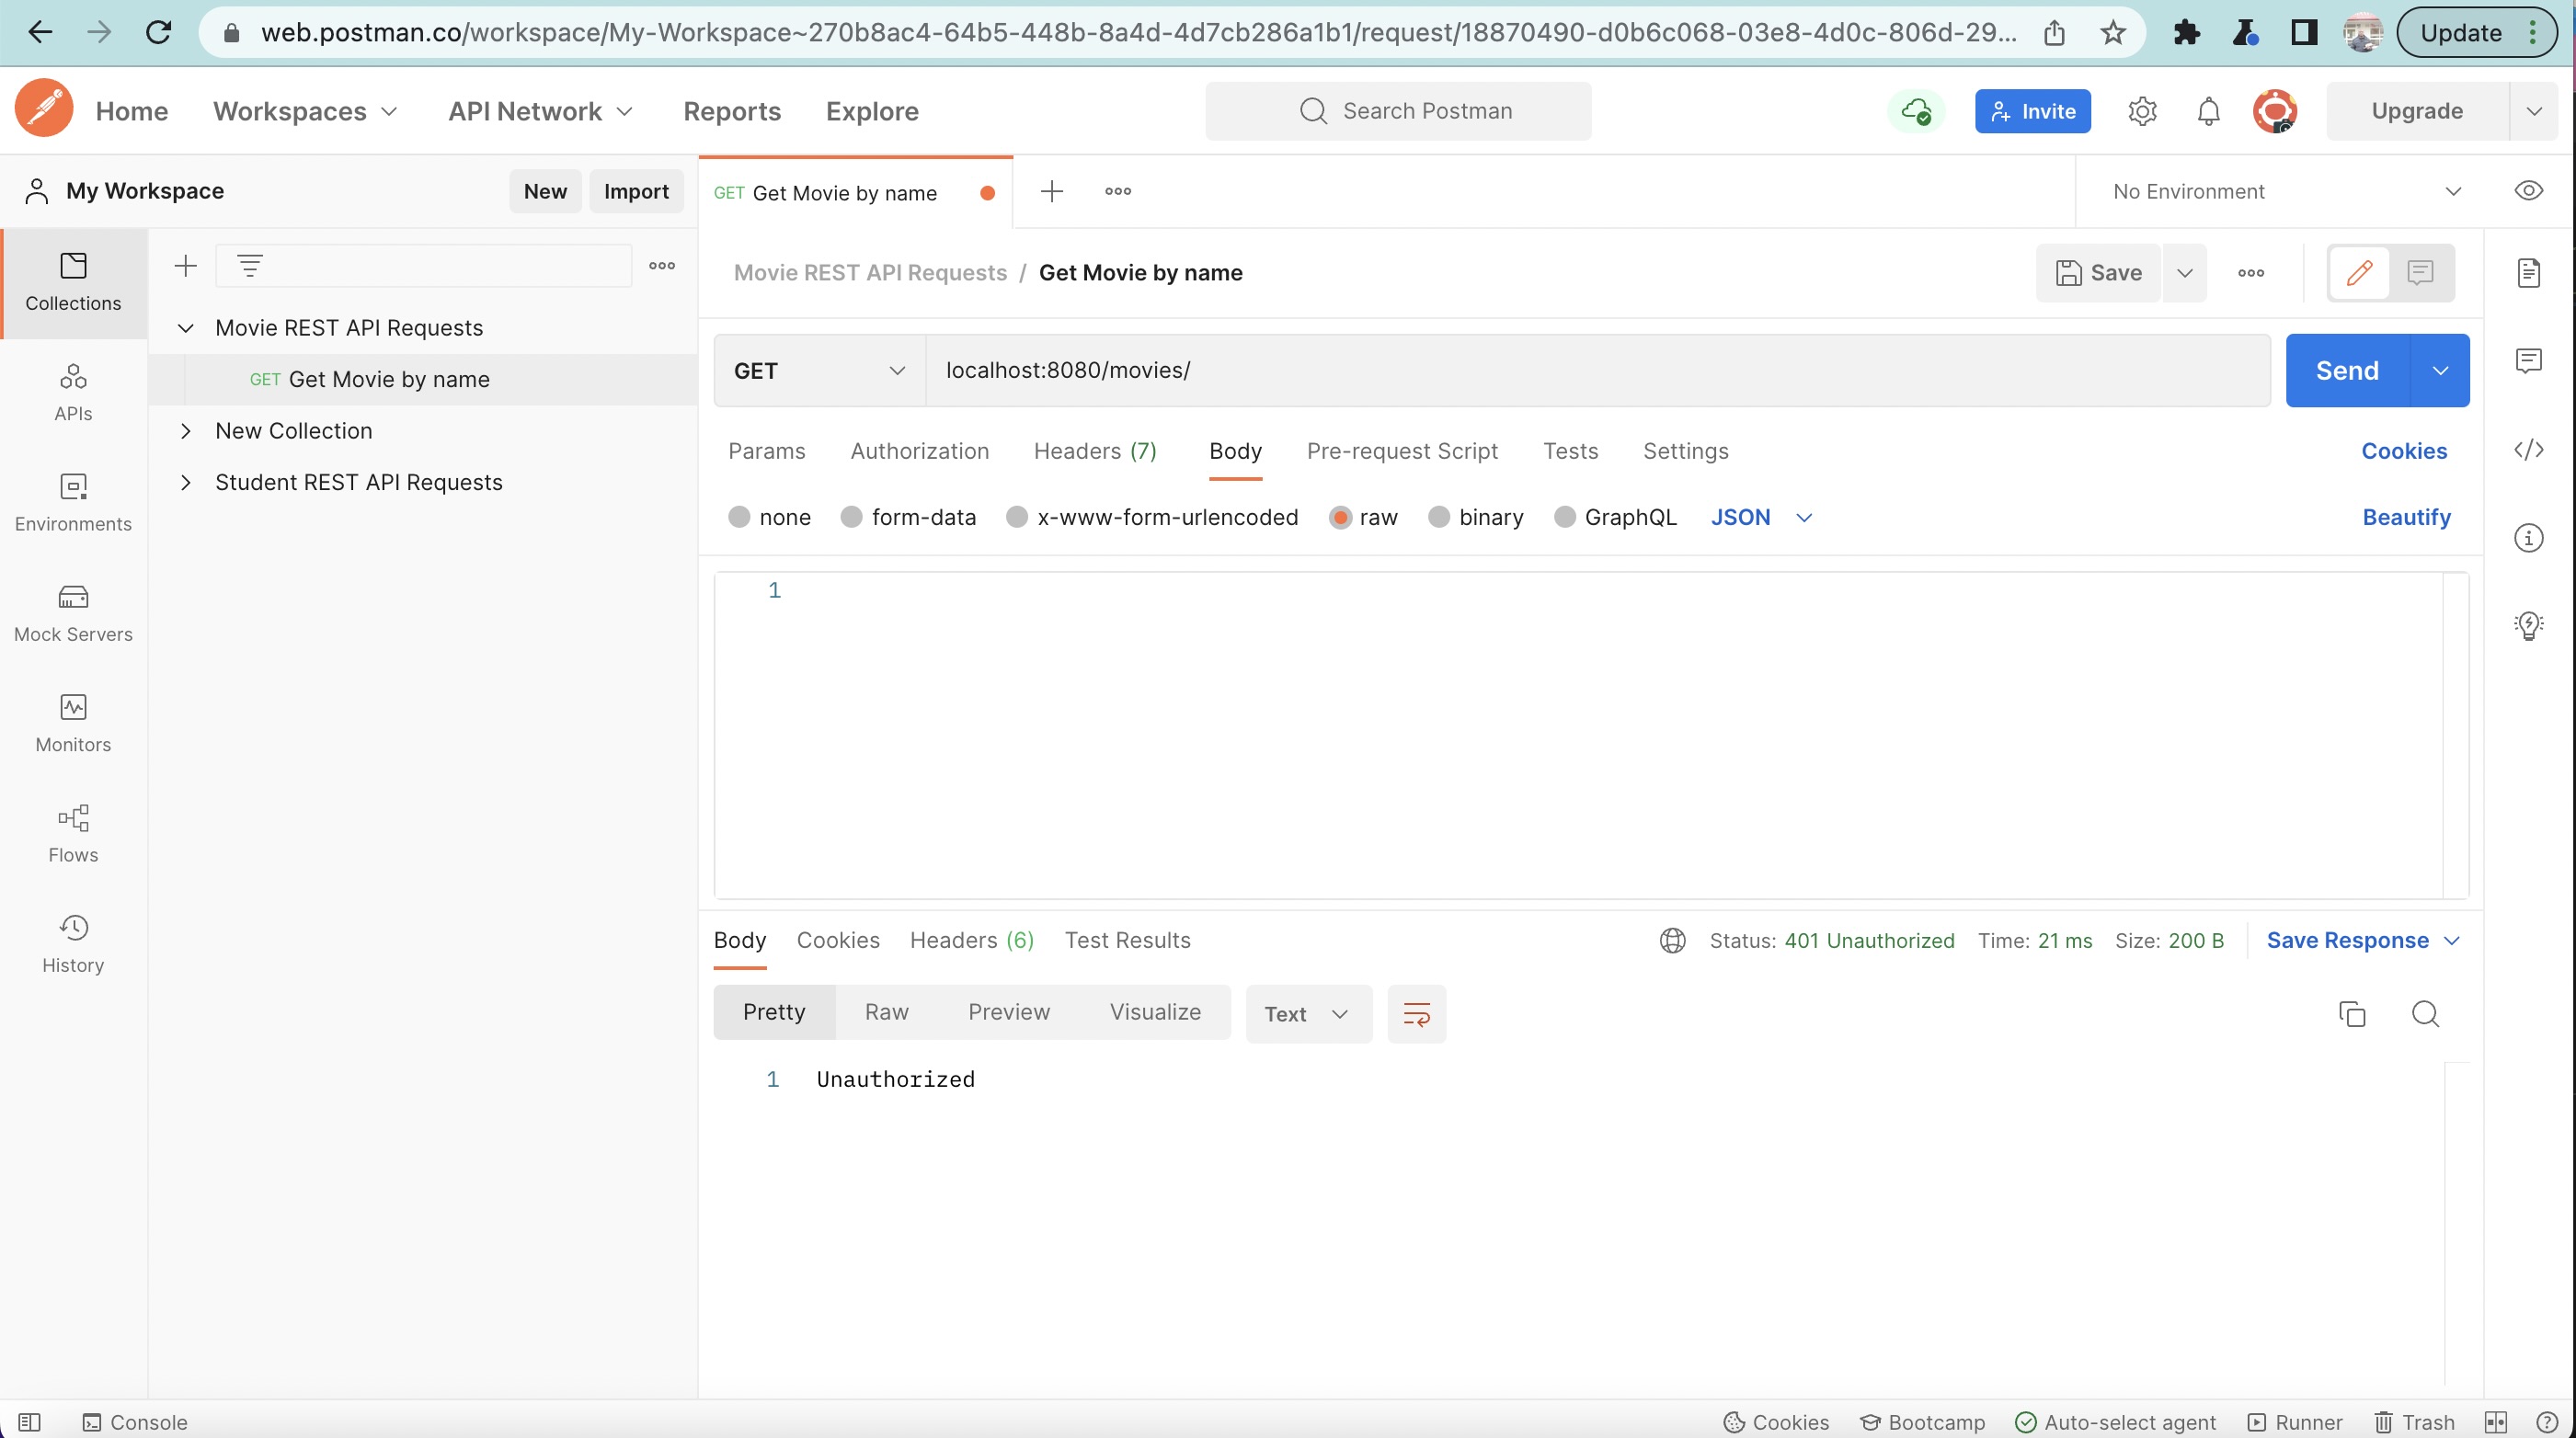 web.postman.co/workspace/My-Workspace~270b8ac4-64b5-448b-8a4d-4d7cb286a1b1/request/18870490-d0b6c068-03e8-4d0c-806d-29...
Update
Home
Workspaces
API Network
Reports
Explore
Search Postman
Invite
Upgrade
My Workspace
New
Import
GET Get Movie by name
No Environment
Collections
APIs
Environments
Mock Servers
Monitors
Flows
History
Movie REST API Requests
GET Get Movie by name
New Collection
Student REST API Requests
Movie REST API Requests / Get Movie by name
Save
GET
localhost:8080/movies/
Send
Params
Authorization
Headers (7)
Body
Pre-request Script
Tests
Settings
Cookies
none
form-data
x-www-form-urlencoded
raw
binary
GraphQL
JSON
Beautify
1
Body
Cookies
Headers (6)
Test Results
Status: 401 Unauthorized
Time: 21 ms
Size: 200 B
Save Response
Pretty
Raw
Preview
Visualize
Text
1 Unauthorized
Console
Cookies
Bootcamp
Auto-select agent
Runner
Trash